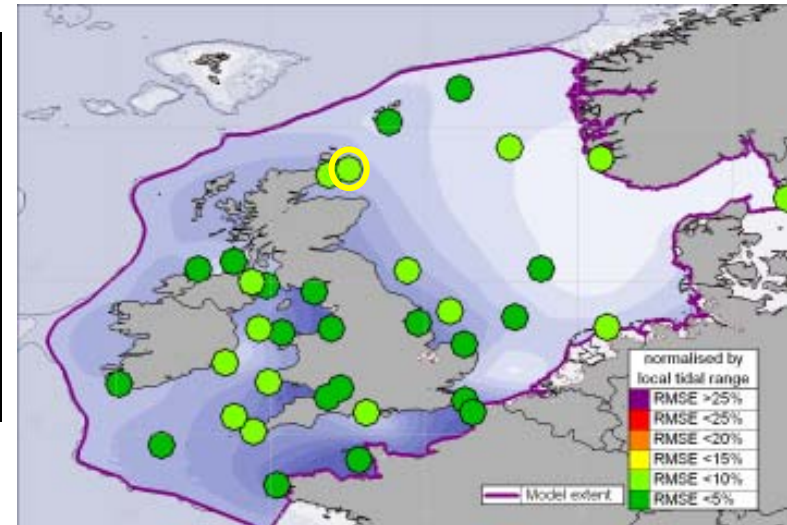 normalised by
local tidal range
RMSE >25%
RMSE <25%
RMSE <20%
RMSE <15%
RMSE <10%
RMSE <5%
Model extent